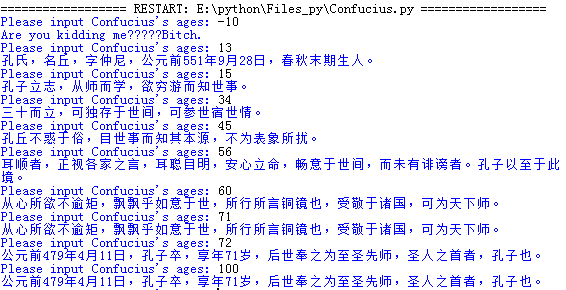 ================== RESTART: E:\python\Files_py\Confucius.py ==================
Please input Confucius's ages: -10
Are you kidding me?????Bitch.
Please input Confucius's ages: 13
孔氏，名丘，字仲尼，公元前551年9月28日，春秋末期生人。
Please input Confucius's ages: 15
孔子立志，从师而学，欲穷游而知世事。
Please input Confucius's ages: 34
三十而立，可独存于世间，可参世宿世情。
Please input Confucius's ages: 45
孔丘不惑于俗，目世事而知其本源，不为表象所扰。
Please input Confucius's ages: 56
耳顺者，正视各家之言，耳聪目明，安心立命，畅意于世间，而未有诽谤者。孔子以至于此
境。
Please input Confucius's ages: 60
从心所欲不逾矩，飘飘乎如意于世，所行所言铜镜也，受敬于诸国，可为天下师。
Please input Confucius's ages: 71
从心所欲不逾矩，飘飘乎如意于世，所行所言铜镜也，受敬于诸国，可为天下师。
Please input Confucius's ages: 72
公元前479年4月11日，孔子卒，享年71岁，后世奉之为至圣先师，圣人之首者，孔子也。
Please input Confucius's ages: 100
公元前479年4月11日，孔子卒，享年71岁，后世奉之为至圣先师，圣人之首者，孔子也。